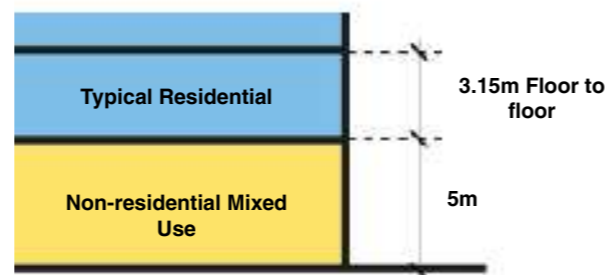 Typical Residential
3.15m Floor to
floor
Non-residential Mixed
Use
5m